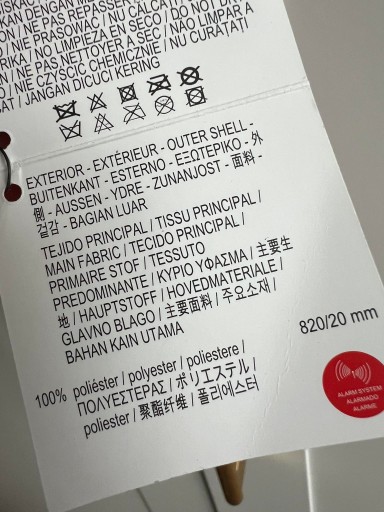 KAN DENGAN
/ NE PAS REPASSER
/ NIE PRASOWAĆ / NU CĂLCAȚI
NO LIMPIEZA EN SECO / DO NOT
/ NE PAS NETTOYER À SEC / NÃO LIMPAR A
/ NIE CZYŚCIĆ CHEMICZNIE / NU CURĂȚAȚI
/ JANGAN DICUCI KERING
EXTERIOR - EXTÉRIEUR - OUTER SHELL -
BUITENKANT - ESTERNO - ΕΞΩΤΕΡΙΚΟ - 外
側 - AUSSEN - YDRE - ZUNANJOST - 面料 -
겉감 - BAGIAN LUAR
TEJIDO PRINCIPAL / TISSU PRINCIPAL /
MAIN FABRIC / TECIDO PRINCIPAL /
PRIMAIRE STOF / TESSUTO
PREDOMINANTE / ΚΥΡΙΟ ΥΦΑΣΜΑ / 主要生
地 / HAUPTSTOFF / HOVEDMATERIALE /
GLAVNO BLAGO / 主要面料 / 주요소재 /
BAHAN KAIN UTAMA
820/20 mm
100% poliéster / polyester / poliestere /
ΠΟΛΥΕΣΤΕΡΑΣ / ポリエステル /
poliester / 聚酯纤维 / 폴리에스터
ALARM SYSTEM
ALARMADO
ALARME